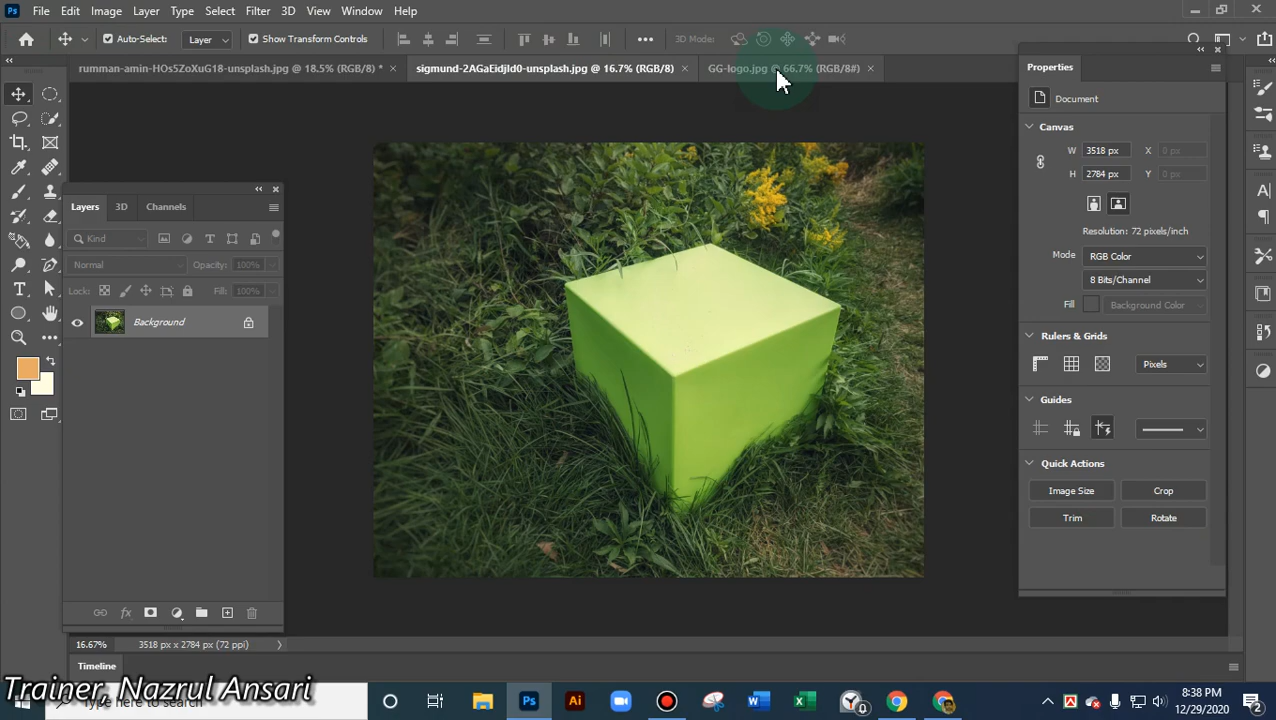 Ps File Edit Image Layer Type Select Filter 3D View Window Help
Auto-Select: Layer Show Transform Controls ••• 3D Mode:
rumman-amin-HOs5ZoXuG18-unsplash.jpg @ 18.5% (RGB/8) * × sigmund-2AGaEidjId0-unsplash.jpg @ 16.7% (RGB/8) × GG-logo.jpg @ 66.7% (RGB/8#) ×
Properties
Document
Canvas
W 3518 px X 0 px
H 2784 px Y 0 px
Resolution: 72 pixels/inch
Mode RGB Color
8 Bits/Channel
Fill Background Color
Rulers & Grids
Pixels
Guides
Quick Actions
Image Size Crop
Trim Rotate
Layers 3D Channels
Kind
Normal Opacity: 100%
Lock: Fill: 100%
Background
fx
16.67% 3518 px x 2784 px (72 ppi)
Timeline
Trainer, Nazrul Ansari
Type here to search
Ps Ai
8:38 PM
12/29/2020
2